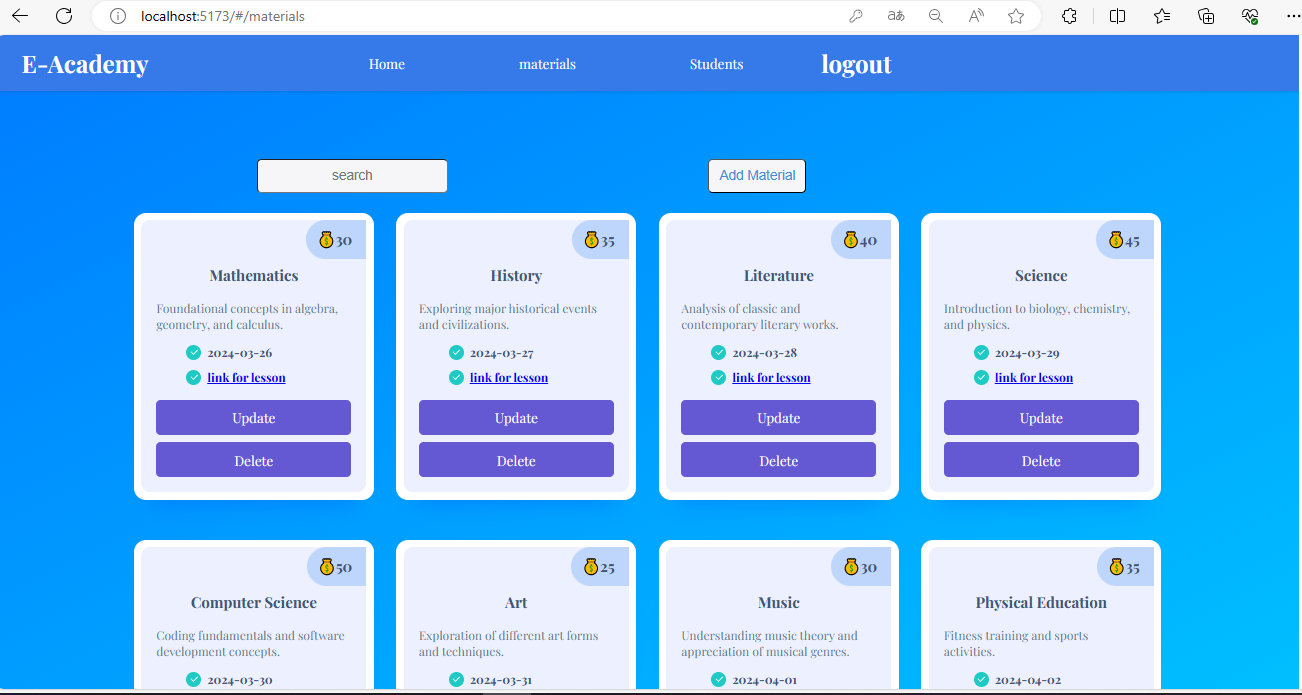 localhost:5173/#/materials
E-Academy
Home
materials
Students
logout
search
Add Material
30
Mathematics
Foundational concepts in algebra,
geometry, and calculus.
2024-03-26
link for lesson
Update
Delete
35
History
Exploring major historical events
and civilizations.
2024-03-27
link for lesson
Update
Delete
40
Literature
Analysis of classic and
contemporary literary works.
2024-03-28
link for lesson
Update
Delete
45
Science
Introduction to biology, chemistry,
and physics.
2024-03-29
link for lesson
Update
Delete
50
Computer Science
Coding fundamentals and software
development concepts.
2024-03-30
25
Art
Exploration of different art forms
and techniques.
2024-03-31
30
Music
Understanding music theory and
appreciation of musical genres.
2024-04-01
35
Physical Education
Fitness training and sports
activities.
2024-04-02